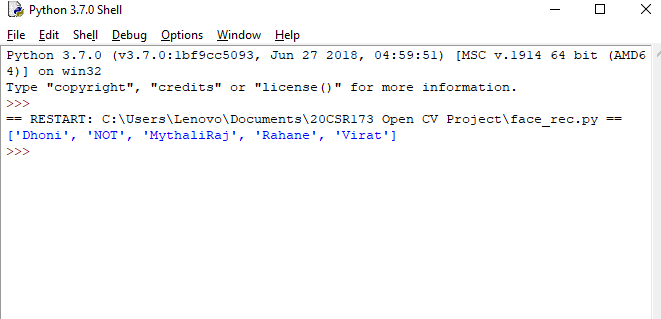 Python 3.7.0 Shell
File Edit Shell Debug Options Window Help
Python 3.7.0 (v3.7.0:1bf9cc5093, Jun 27 2018, 04:59:51) [MSC v.1914 64 bit (AMD6
4)] on win32
Type "copyright", "credits" or "license()" for more information.
>>>
== RESTART: C:\Users\Lenovo\Documents\20CSR173 Open CV Project\face_rec.py ==
['Dhoni', 'NOT', 'MythaliRaj', 'Rahane', 'Virat']
>>>